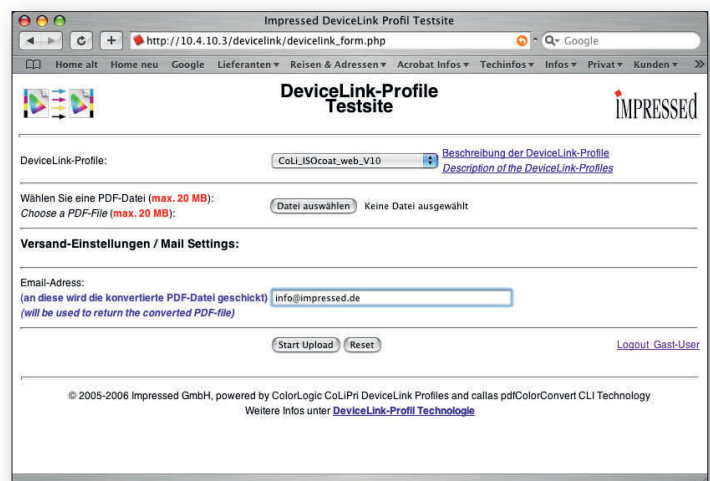 Impressed DeviceLink Profil Testsite
http://10.4.10.3/devicelink/devicelink_form.php
Google
Home alt Home neu Google Lieferanten Reisen & Adressen Acrobat Infos Techinfos Infos Privat Kunden
DeviceLink-Profile
Testsite
IMPRESSED
DeviceLink-Profile:
CoLi_ISOcoat_web_V10
Beschreibung der DeviceLink-Profile
Description of the DeviceLink-Profiles
Wählen Sie eine PDF-Datei (max. 20 MB):
Choose a PDF-File (max. 20 MB):
Datei auswählen Keine Datei ausgewählt
Versand-Einstellungen / Mail Settings:
Email-Adress:
(an diese wird die konvertierte PDF-Datei geschickt)
info@impressed.de
(will be used to return the converted PDF-file)
Start Upload Reset
Logout Gast-User
© 2005-2006 Impressed GmbH, powered by ColorLogic CoLiPri DeviceLink Profiles and callas pdfColorConvert CLI Technology
Weitere Infos unter DeviceLink-Profil Technologie